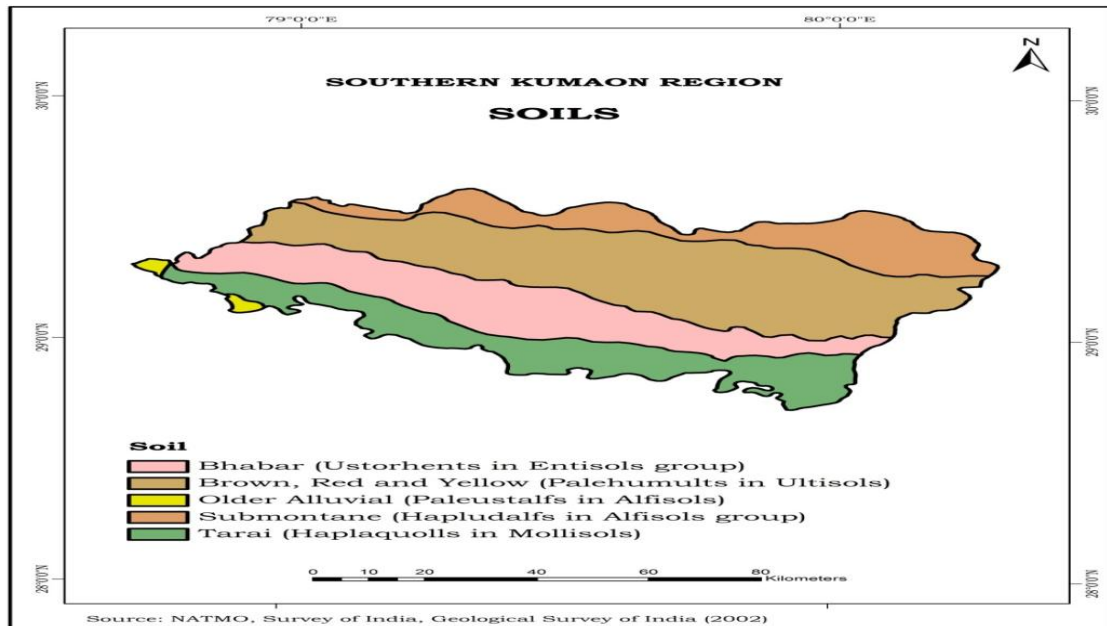 79°0'0"E 80°0'0"E
N
SOUTHERN KUMAON REGION
SOILS
30°0'0"N 30°0'0"N
29°0'0"N 29°0'0"N
Soil
Bhabar (Ustorhents in Entisols group)
Brown, Red and Yellow (Palehumults in Ultisols)
Older Alluvial (Paleustalfs in Alfisols)
Submontane (Hapludalfs in Alfisols group)
Tarai (Haplaquolls in Mollisols)
28°0'0"N 28°0'0"N
0 10 20 40 60 80
Kilometers
Source: NATMO, Survey of India, Geological Survey of India (2002)